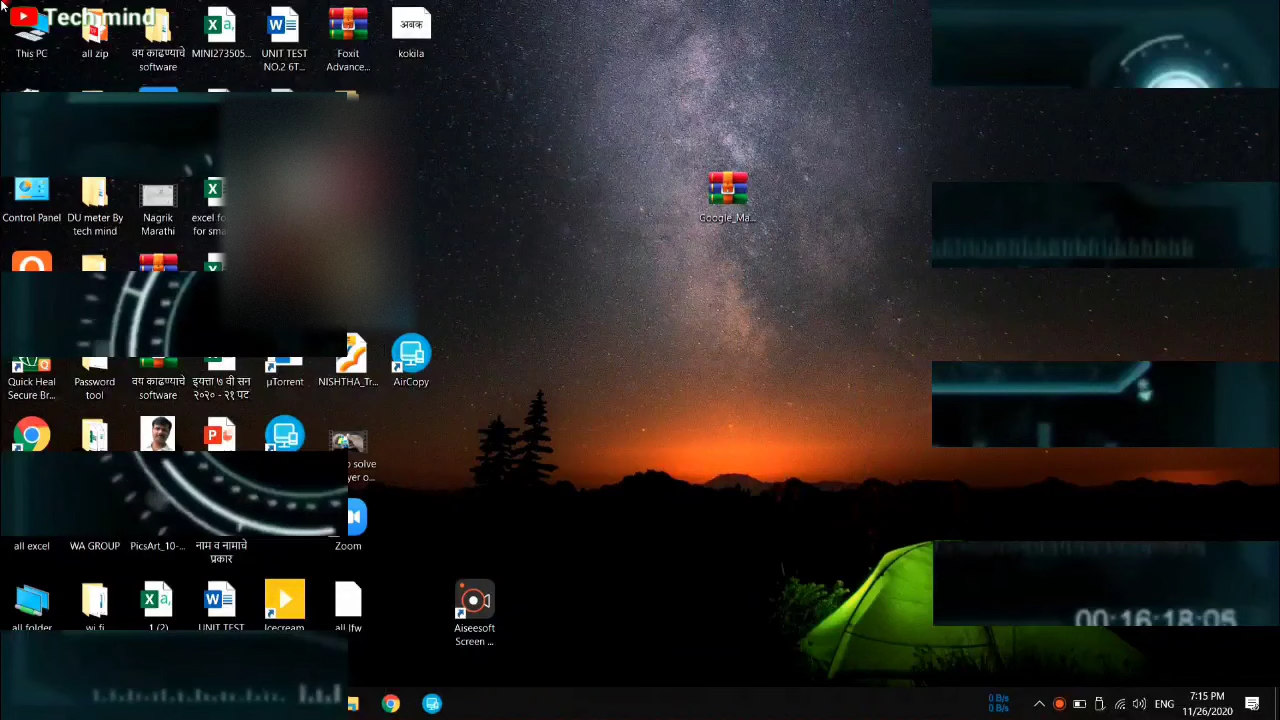 Tech mind
This PC
all zip
वय काढण्याचे
software
MINI273505...
UNIT TEST
NO.2 6T...
Foxit
Advance...
अबक
kokila
Google_Ma...
Control Panel
DU meter By
tech mind
Nagrik
Marathi
excel fo
for sma
Quick Heal
Secure Br...
Password
tool
वय काढण्याचे
software
इयत्ता ७ वी सन
२०२० - २१ पट
µTorrent
NISHTHA_Tr...
AirCopy
o solve
yer o...
all excel
WA GROUP
PicsArt_10-...
नाम व नामाचे
प्रकार
Zoom
all folder
wi fi
1 (2)
UNIT TEST
Icecream
all lfw
Aiseesoft
Screen ...
00:16:18:05
0 B/s
0 B/s
ENG
7:15 PM
11/26/2020